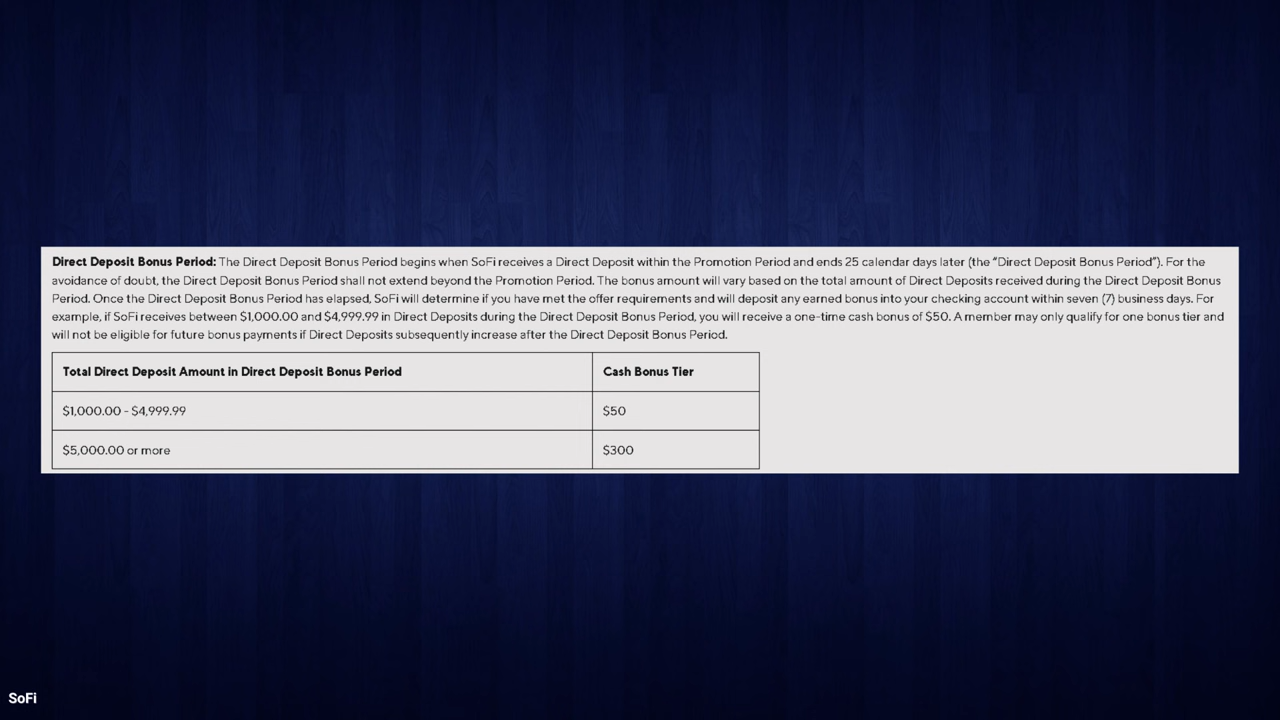 Direct Deposit Bonus Period: The Direct Deposit Bonus Period begins when SoFi receives a Direct Deposit within the Promotion Period and ends 25 calendar days later (the “Direct Deposit Bonus Period”). For the
avoidance of doubt, the Direct Deposit Bonus Period shall not extend beyond the Promotion Period. The bonus amount will vary based on the total amount of Direct Deposits received during the Direct Deposit Bonus
Period. Once the Direct Deposit Bonus Period has elapsed, SoFi will determine if you have met the offer requirements and will deposit any earned bonus into your checking account within seven (7) business days. For
example, if SoFi receives between $1,000.00 and $4,999.99 in Direct Deposits during the Direct Deposit Bonus Period, you will receive a one-time cash bonus of $50. A member may only qualify for one bonus tier and
will not be eligible for future bonus payments if Direct Deposits subsequently increase after the Direct Deposit Bonus Period.
Total Direct Deposit Amount in Direct Deposit Bonus Period Cash Bonus Tier
$1,000.00 - $4,999.99 $50
$5,000.00 or more $300
SoFi